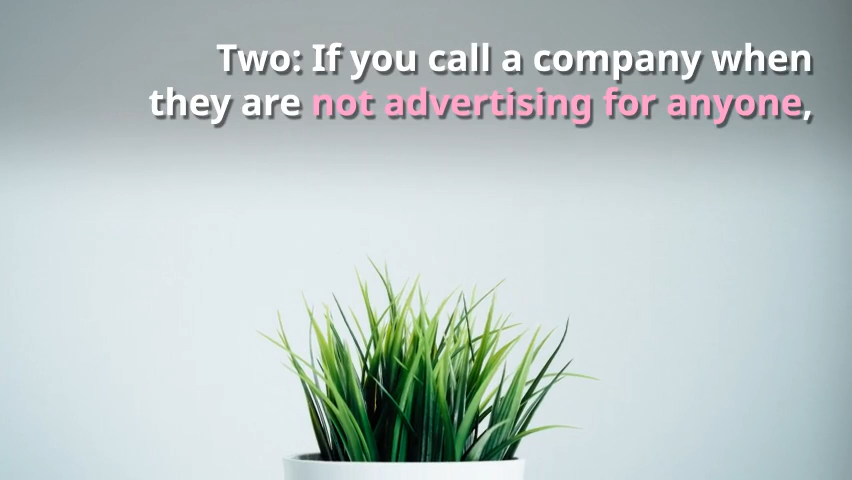 Two: If you call a company when
they are not advertising for anyone,